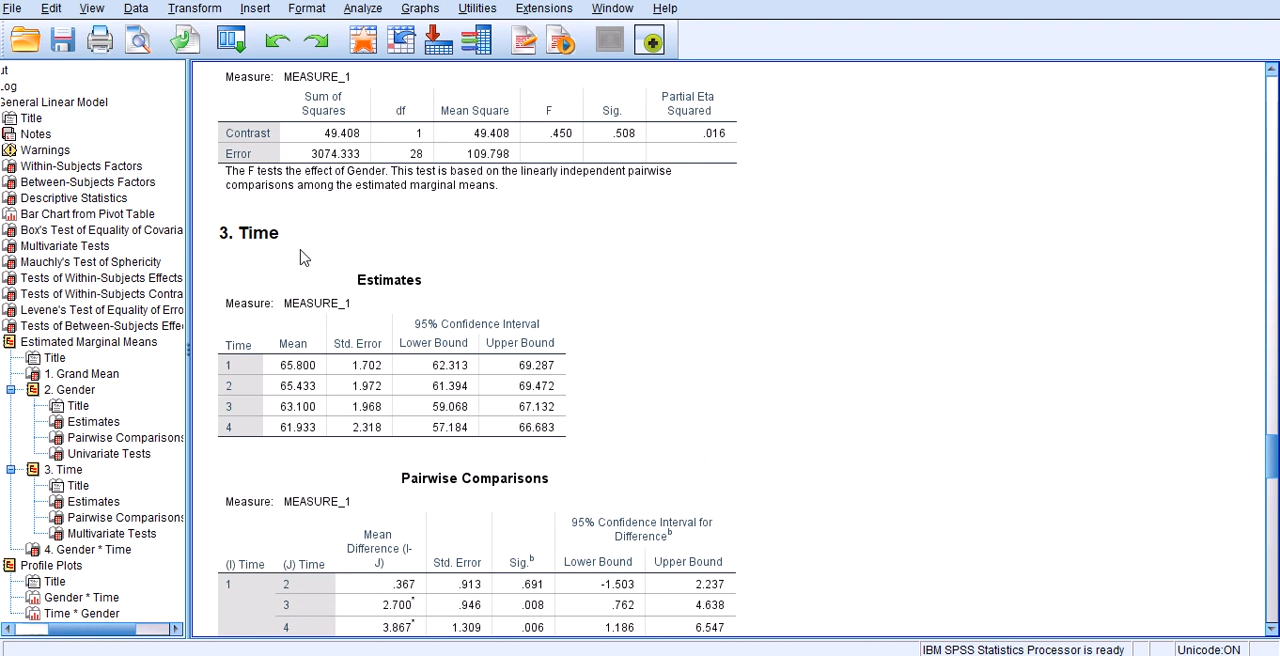 File Edit View Data Transform Insert Format Analyze Graphs Utilities Extensions Window Help
ut
Log
General Linear Model
Title
Notes
Warnings
Within-Subjects Factors
Between-Subjects Factors
Descriptive Statistics
Bar Chart from Pivot Table
Box's Test of Equality of Covaria
Multivariate Tests
Mauchly's Test of Sphericity
Tests of Within-Subjects Effects
Tests of Within-Subjects Contra
Levene's Test of Equality of Erro
Tests of Between-Subjects Effe
Estimated Marginal Means
Title
1. Grand Mean
2. Gender
Title
Estimates
Pairwise Comparisons
Univariate Tests
3. Time
Title
Estimates
Pairwise Comparisons
Multivariate Tests
4. Gender * Time
Profile Plots
Title
Gender * Time
Time * Gender
Measure: MEASURE_1
Sum of Squares df Mean Square F Sig. Partial Eta Squared
Contrast 49.408 1 49.408 .450 .508 .016
Error 3074.333 28 109.798
The F tests the effect of Gender. This test is based on the linearly independent pairwise
comparisons among the estimated marginal means.
3. Time
Estimates
Measure: MEASURE_1
95% Confidence Interval
Time Mean Std. Error Lower Bound Upper Bound
1 65.800 1.702 62.313 69.287
2 65.433 1.972 61.394 69.472
3 63.100 1.968 59.068 67.132
4 61.933 2.318 57.184 66.683
Pairwise Comparisons
Measure: MEASURE_1
95% Confidence Interval for Difference b
(I) Time (J) Time Mean Difference (I-J) Std. Error Sig.b Lower Bound Upper Bound
1 2 .367 .913 .691 -1.503 2.237
3 2.700* .946 .008 .762 4.638
4 3.867* 1.309 .006 1.186 6.547
IBM SPSS Statistics Processor is ready Unicode:ON